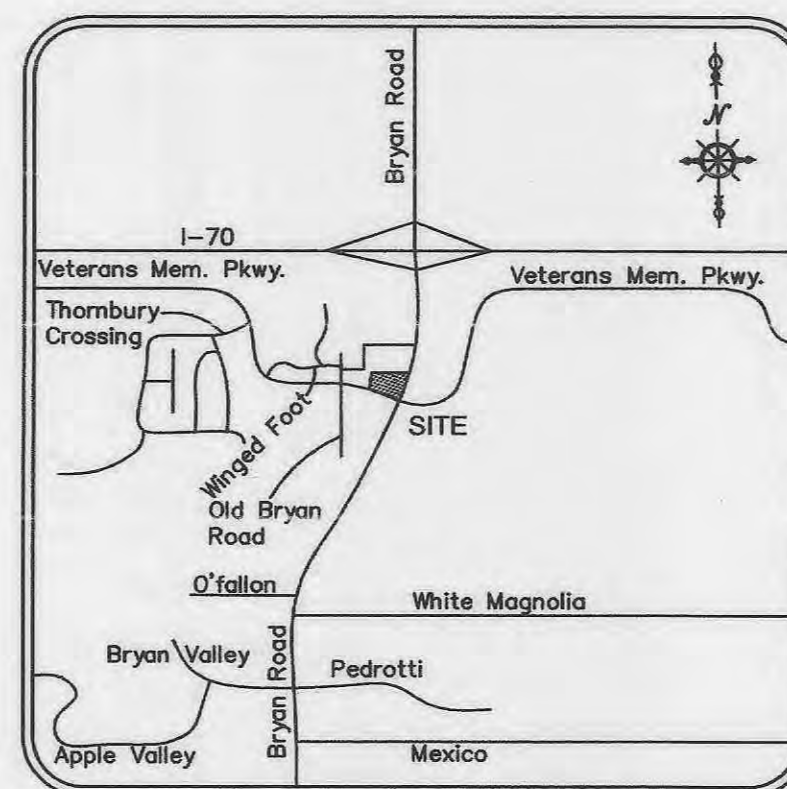 Bryan Road
N
I-70
Veterans Mem. Pkwy.
Veterans Mem. Pkwy.
Thornbury
Crossing
Winged Foot
SITE
Old Bryan
Road
O'fallon
White Magnolia
Bryan Road
Bryan Valley
Pedrotti
Apple Valley
Mexico